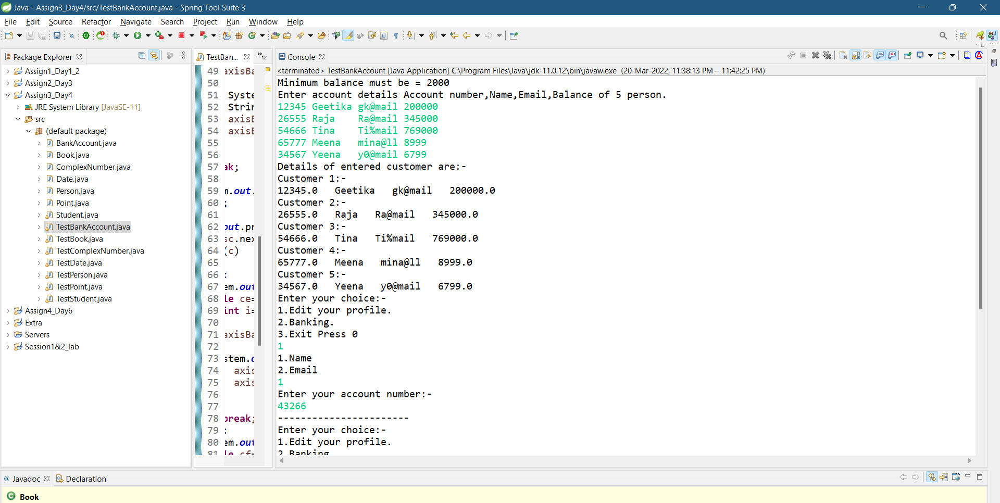 Java - Assign3_Day4/src/TestBankAccount.java - Spring Tool Suite 3
File Edit Source Refactor Navigate Search Project Run Window Help
Package Explorer
Assign1_Day1_2
Assign2_Day3
Assign3_Day4
JRE System Library [JavaSE-11]
src
(default package)
BankAccount.java
Book.java
ComplexNumber.java
Date.java
Person.java
Point.java
Student.java
TestBankAccount.java
TestBook.java
TestComplexNumber.java
TestDate.java
TestPerson.java
TestPoint.java
TestStudent.java
Assign4_Day6
Extra
Servers
Session1&2_lab
TestBan... »12
49 axisBa
50
51 Syste
52 Strin
53 axisB
54 axisB
55
56
57 ak;
58
59 m.out.
60 ;
61
62 out.pr
63 sc.nex
64 (c)
65
66 :
67 em.out
68 le ce=
69 int i=
70
71 axisBa
72
73 stem.o
74 axis
75 axis
76
77
78 break;
79 :
80 em.out
81 le cf=
Console
<terminated> TestBankAccount [Java Application] C:\Program Files\Java\jdk-11.0.12\bin\javaw.exe (20-Mar-2022, 11:38:13 PM – 11:42:25 PM)
Minimum balance must be = 2000
Enter account details Account number,Name,Email,Balance of 5 person.
12345 Geetika gk@mail 200000
26555 Raja Ra@mail 345000
54666 Tina Ti%mail 769000
65777 Meena mina@ll 8999
34567 Yeena y0@mail 6799
Details of entered customer are:-
Customer 1:-
12345.0 Geetika gk@mail 200000.0
Customer 2:-
26555.0 Raja Ra@mail 345000.0
Customer 3:-
54666.0 Tina Ti%mail 769000.0
Customer 4:-
65777.0 Meena mina@ll 8999.0
Customer 5:-
34567.0 Yeena y0@mail 6799.0
Enter your choice:-
1.Edit your profile.
2.Banking.
3.Exit Press 0
1
1.Name
2.Email
1
Enter your account number:-
43266
-----------------------
Enter your choice:-
1.Edit your profile.
2.Banking
@ Javadoc Declaration
Book